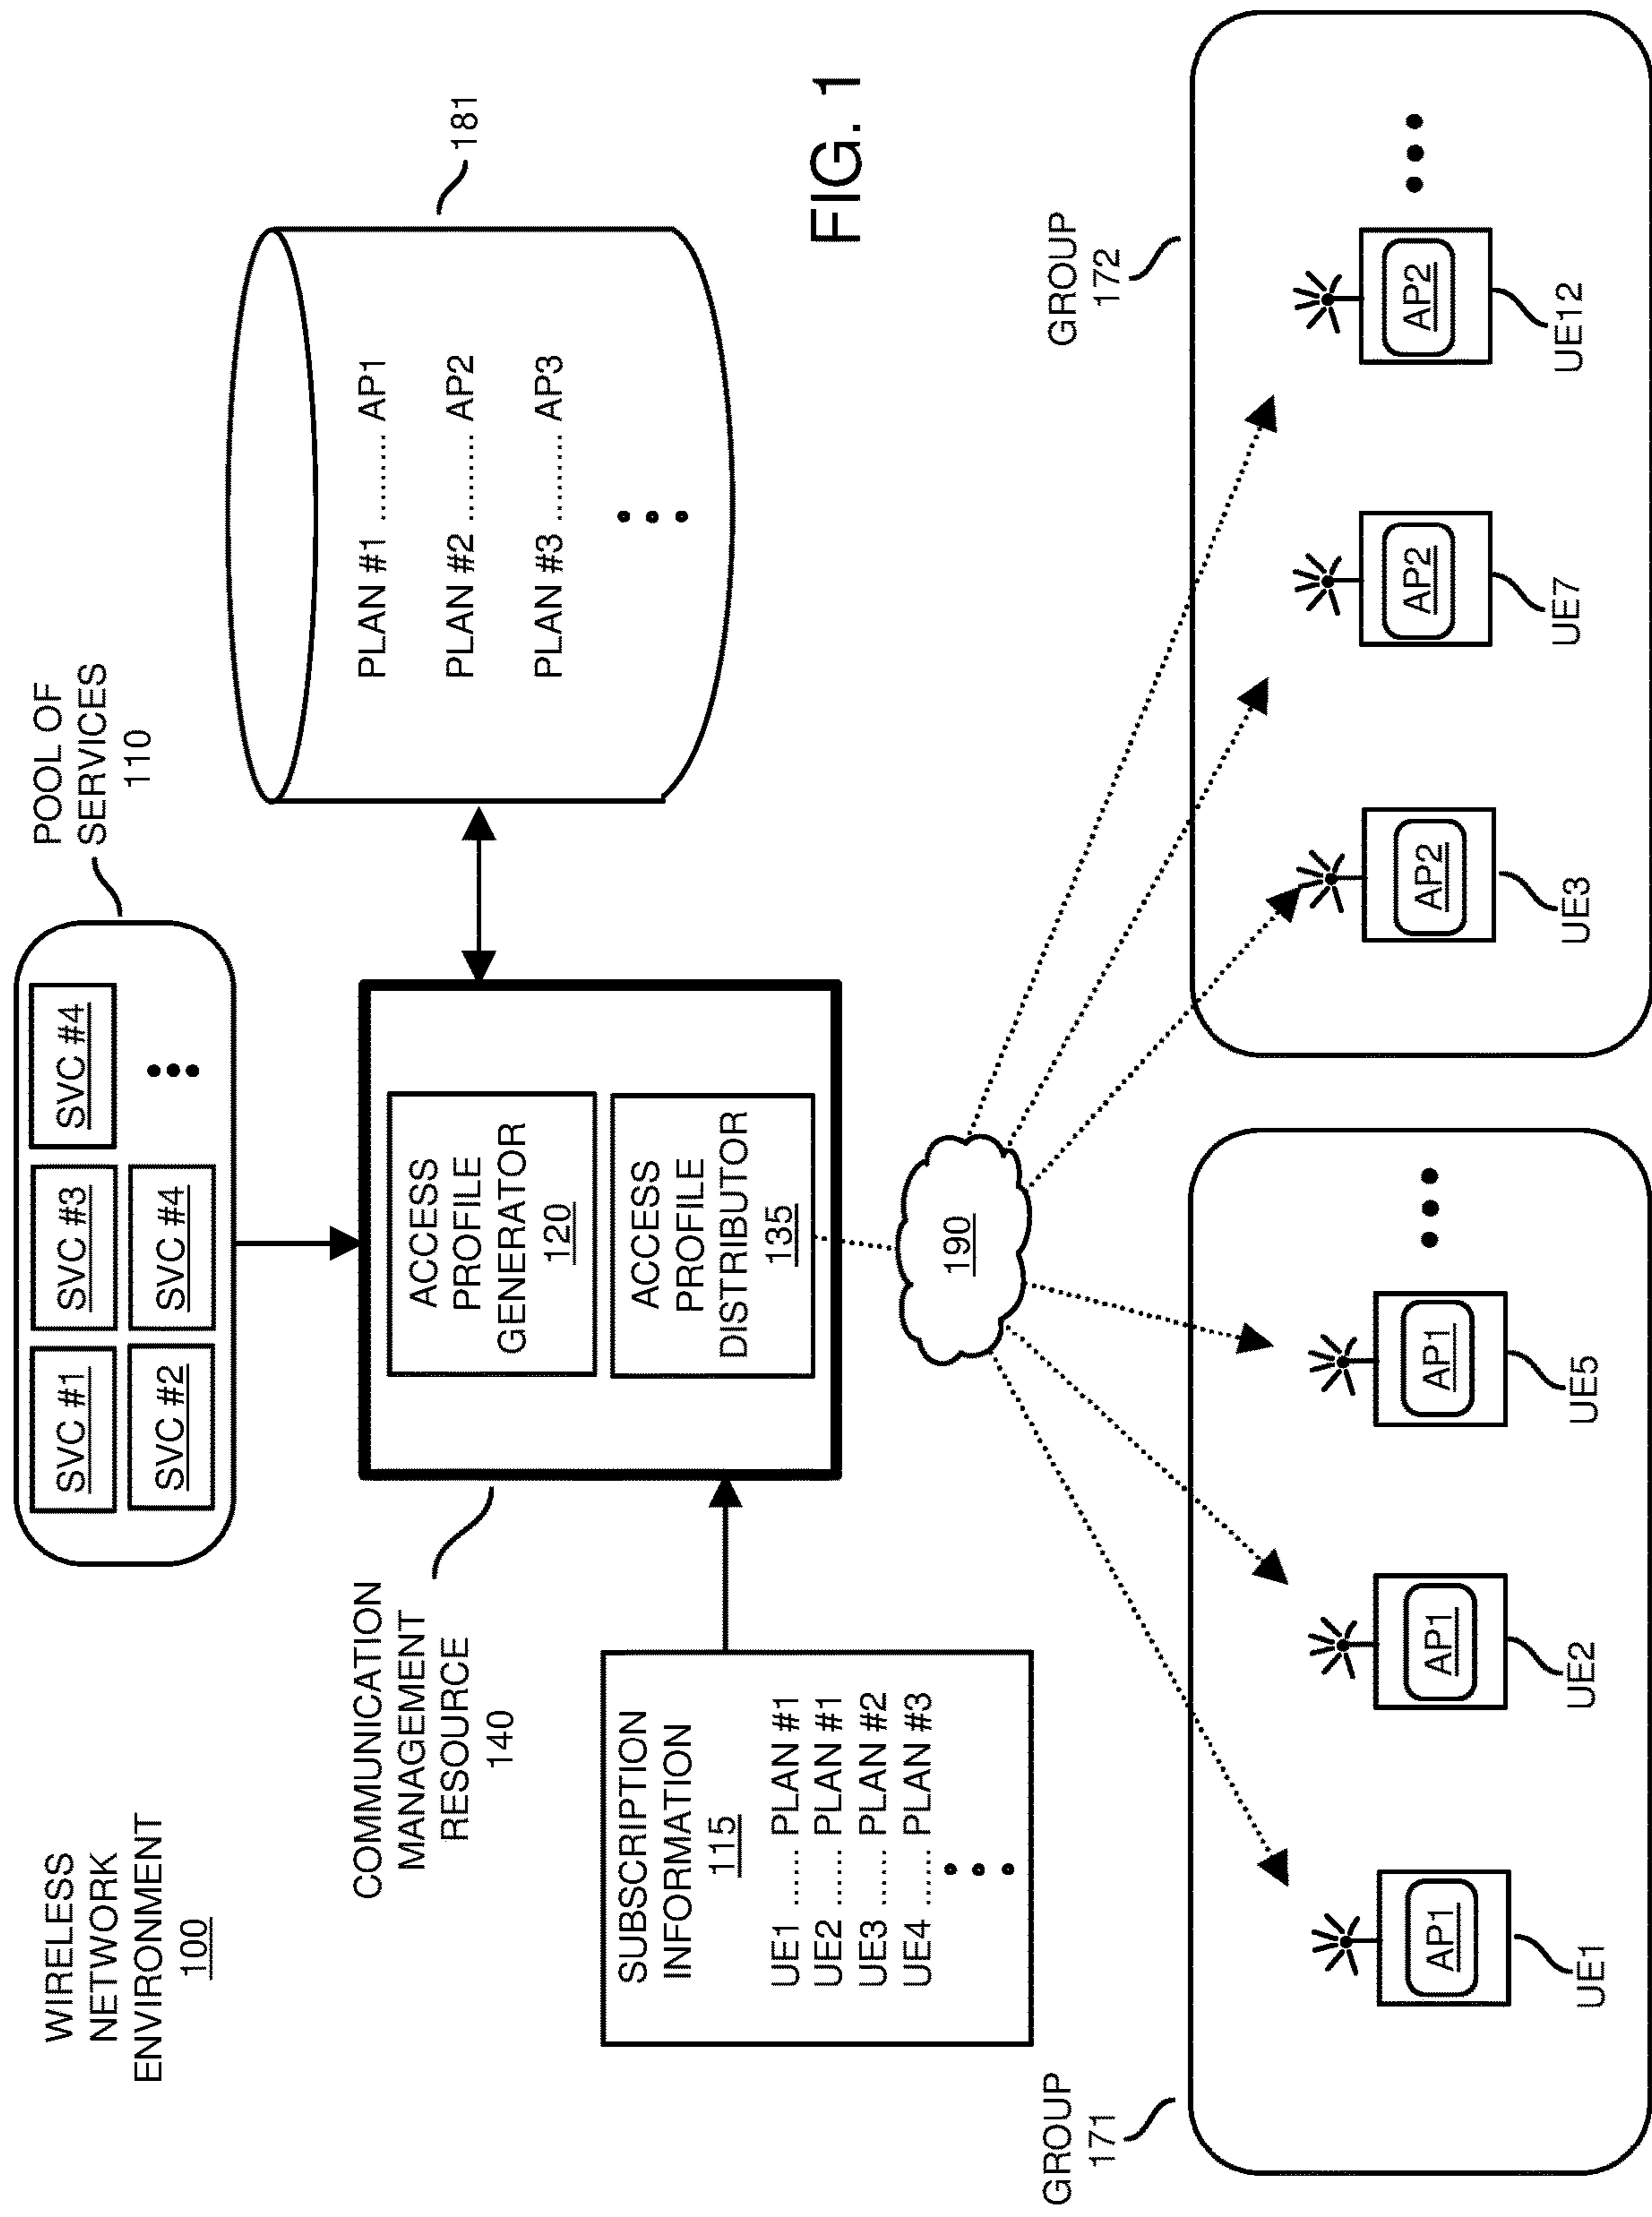 WIRELESS
NETWORK
ENVIRONMENT
100
POOL OF
SERVICES
110
SVC #1
SVC #3
SVC #4
SVC #2
SVC #4
COMMUNICATION
MANAGEMENT
RESOURCE
140
ACCESS
PROFILE
GENERATOR
120
ACCESS
PROFILE
DISTRIBUTOR
135
181
PLAN #1 ......... AP1
PLAN #2 ......... AP2
PLAN #3 ......... AP3
SUBSCRIPTION
INFORMATION
115
UE1 ...... PLAN #1
UE2 ...... PLAN #1
UE3 ...... PLAN #2
UE4 ...... PLAN #3
190
FIG. 1
GROUP
171
AP1
UE1
AP1
UE2
AP1
UE5
GROUP
172
AP2
UE3
AP2
UE7
AP2
UE12